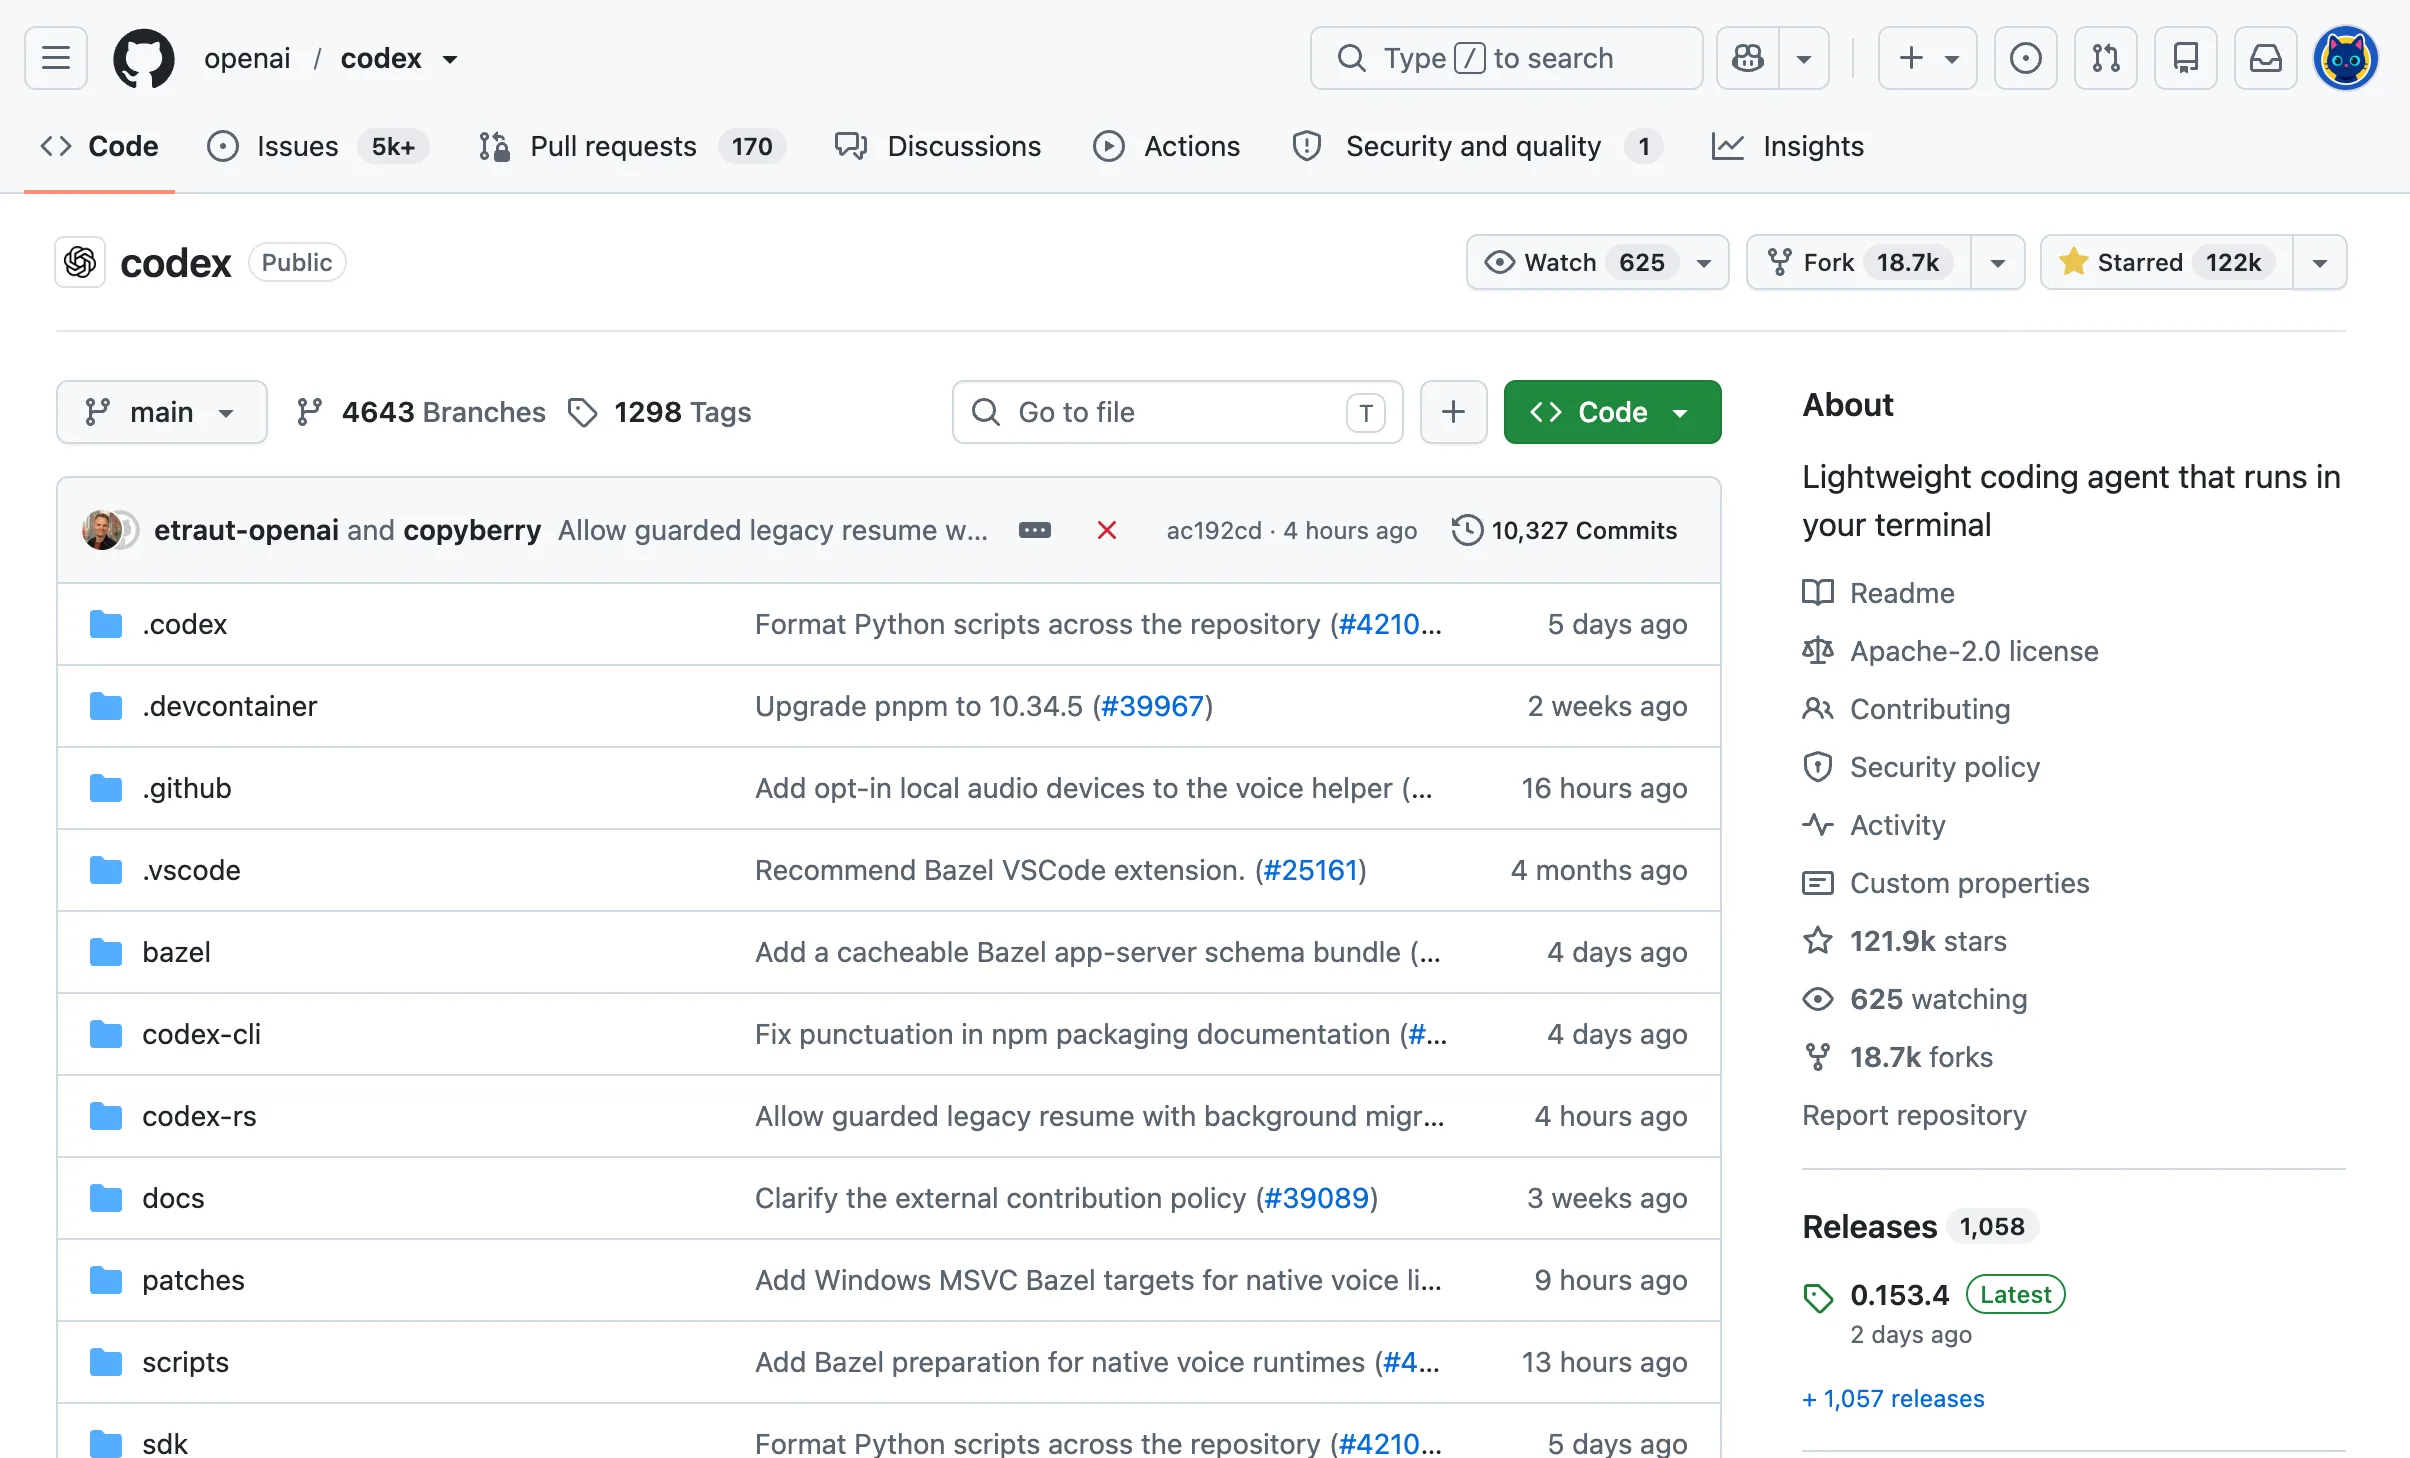 openai / codex
Type / to search
Code
Issues 5k+
Pull requests 170
Discussions
Actions
Security and quality 1
Insights
codex Public
Watch 625
Fork 18.7k
Starred 122k
main
4643 Branches
1298 Tags
Go to file T
Code
etraut-openai and copyberry Allow guarded legacy resume w... ac192cd · 4 hours ago 10,327 Commits
.codex Format Python scripts across the repository (#4210... 5 days ago
.devcontainer Upgrade pnpm to 10.34.5 (#39967) 2 weeks ago
.github Add opt-in local audio devices to the voice helper (... 16 hours ago
.vscode Recommend Bazel VSCode extension. (#25161) 4 months ago
bazel Add a cacheable Bazel app-server schema bundle (... 4 days ago
codex-cli Fix punctuation in npm packaging documentation (#... 4 days ago
codex-rs Allow guarded legacy resume with background migr... 4 hours ago
docs Clarify the external contribution policy (#39089) 3 weeks ago
patches Add Windows MSVC Bazel targets for native voice li... 9 hours ago
scripts Add Bazel preparation for native voice runtimes (#4... 13 hours ago
sdk Format Python scripts across the repository (#4210... 5 days ago
About
Lightweight coding agent that runs in
your terminal
Readme
Apache-2.0 license
Contributing
Security policy
Activity
Custom properties
121.9k stars
625 watching
18.7k forks
Report repository
Releases 1,058
0.153.4 Latest
2 days ago
+ 1,057 releases